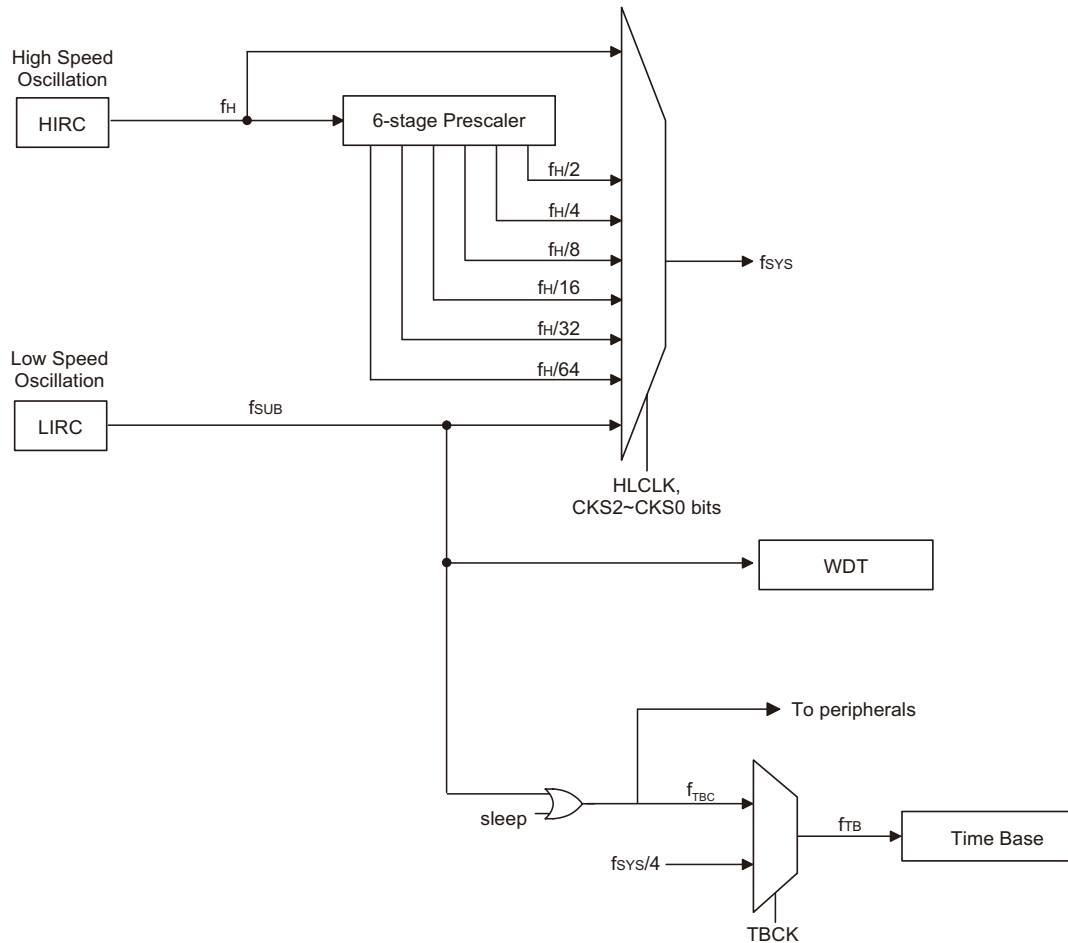 High Speed
Oscillation
HIRC
fH
6-stage Prescaler
fH/2
fH/4
fH/8
fH/16
fH/32
fH/64
fSYS
Low Speed
Oscillation
LIRC
fSUB
HLCLK,
CKS2~CKS0 bits
WDT
To peripherals
sleep
fTBC
fSYS/4
fTB
Time Base
TBCK